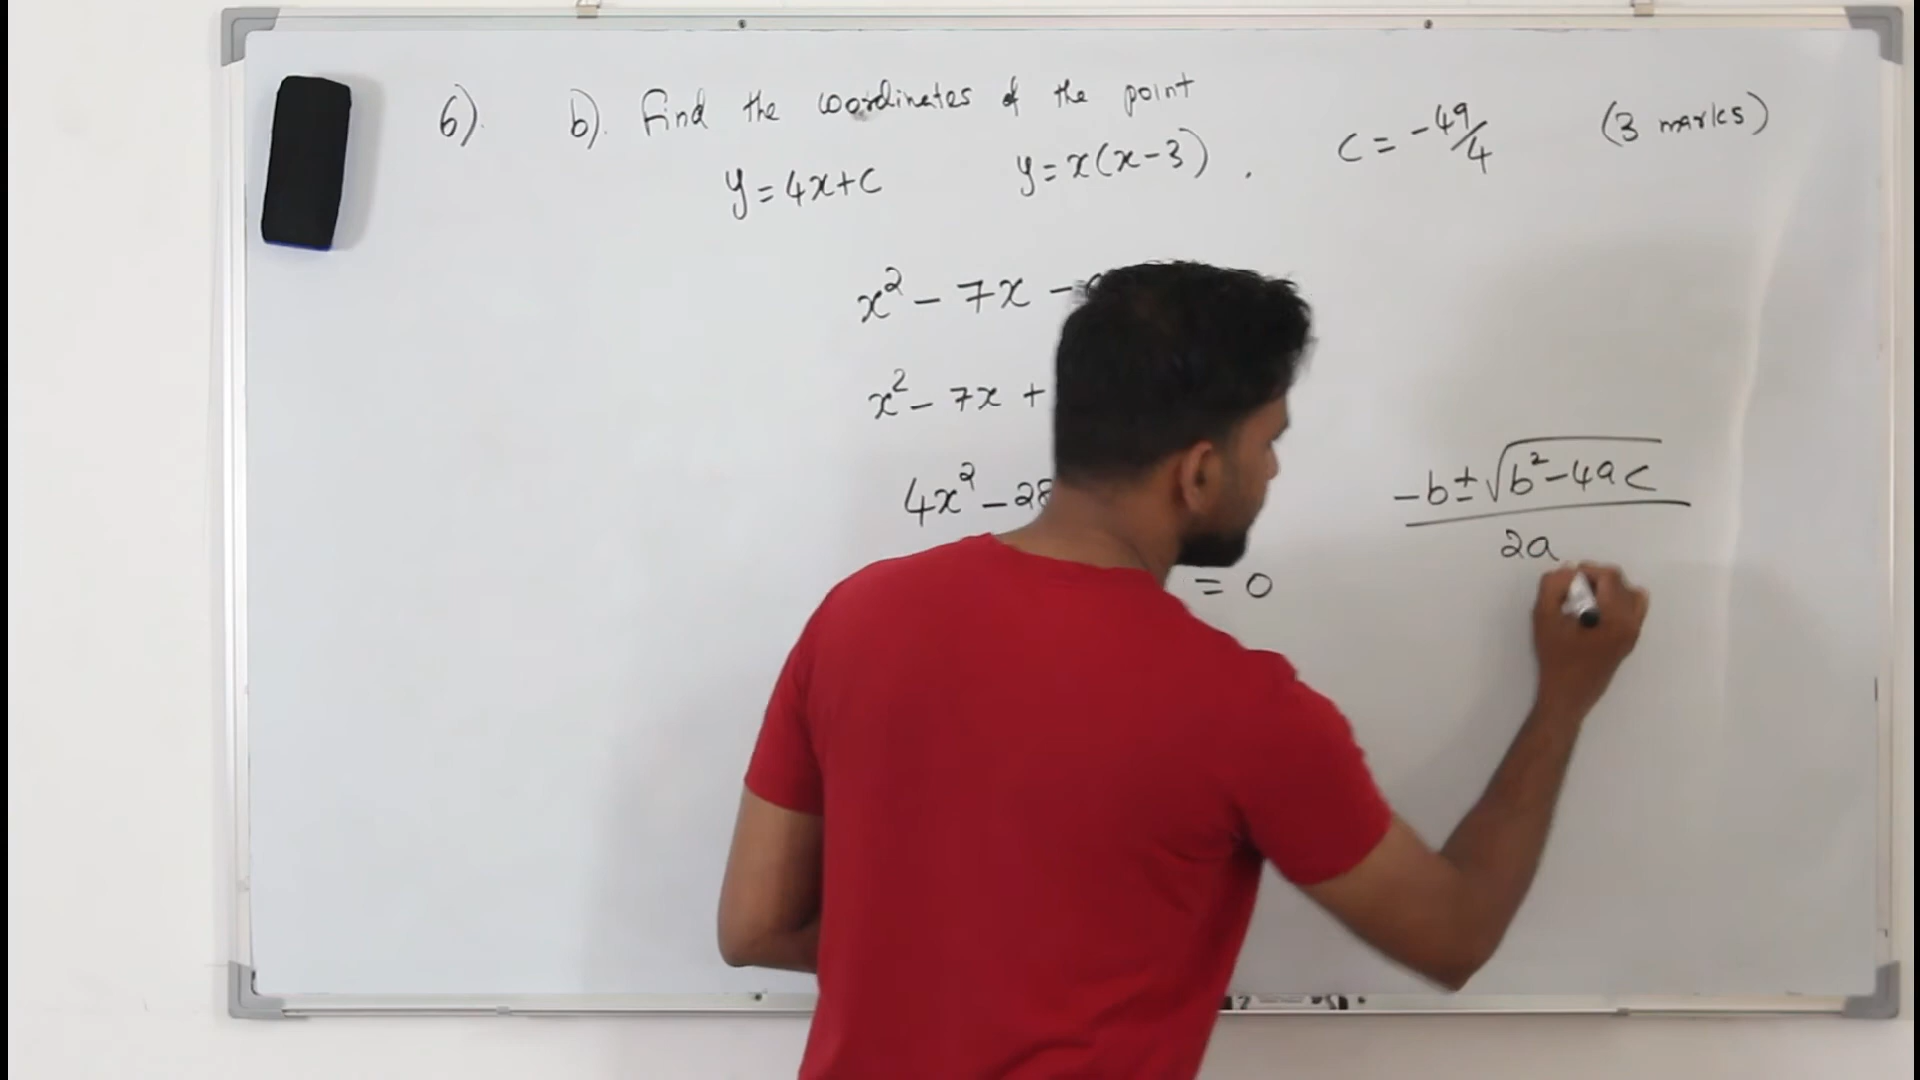 6). b). Find the coordinates of the point (3 marks)
y = 4x+c y = x(x-3) . c = -49/4
x² - 7x -
x² - 7x +
4x² - 28
-b ± √b² - 4ac
2a
= 0